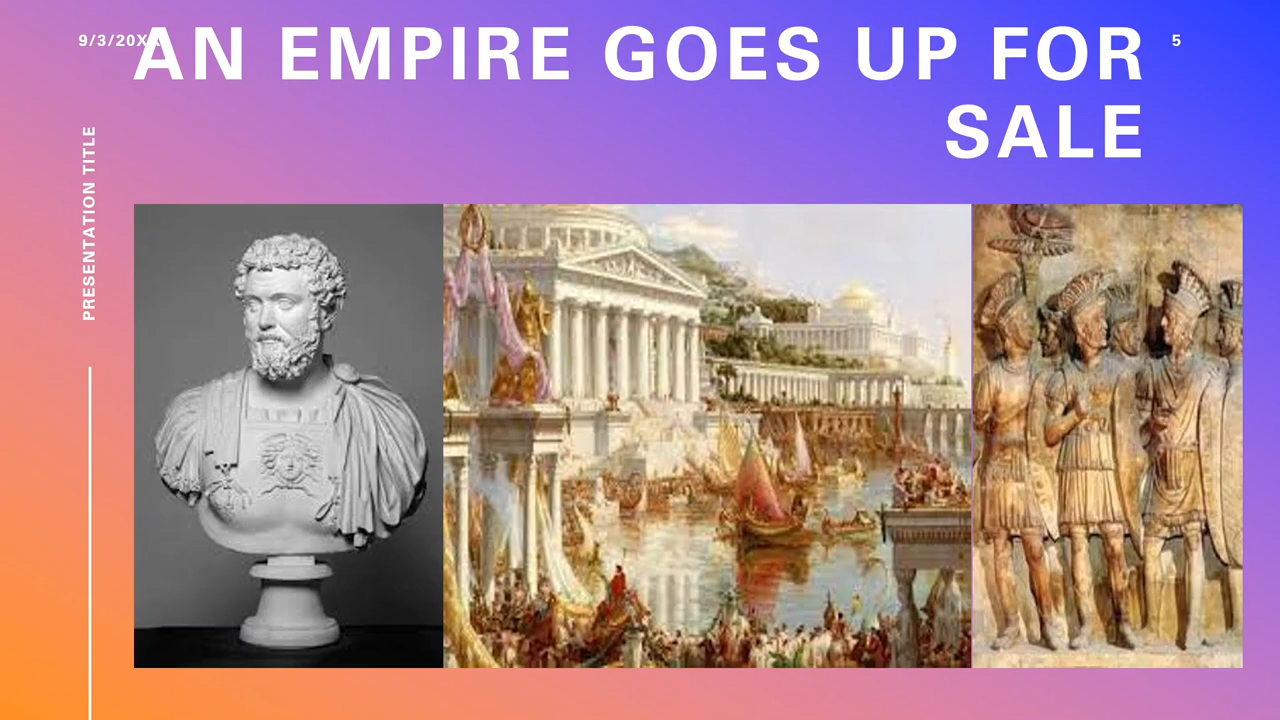 9/3/20XX
AN EMPIRE GOES UP FOR
SALE
5
PRESENTATION TITLE